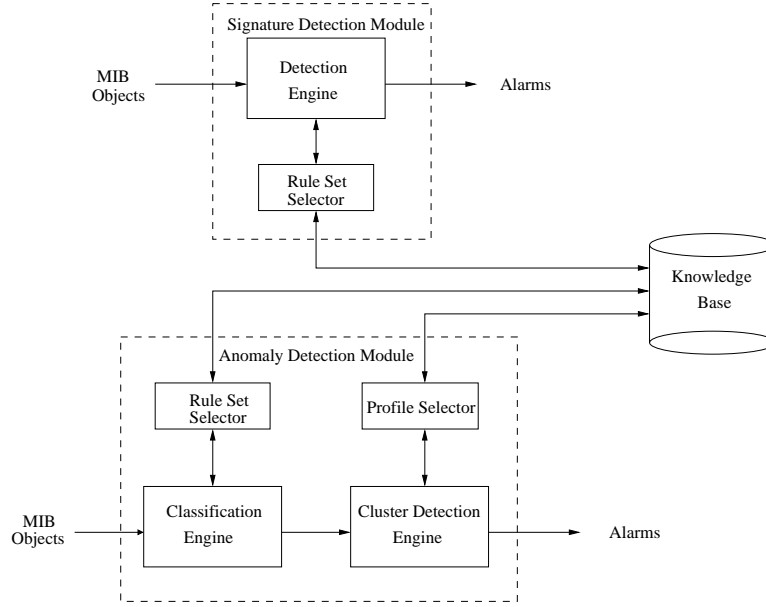 Signature Detection Module
MIB
Objects
Detection
Engine
Alarms
Rule Set
Selector
Knowledge
Base
Anomaly Detection Module
Rule Set
Selector
Profile Selector
MIB
Objects
Classification
Engine
Cluster Detection
Engine
Alarms